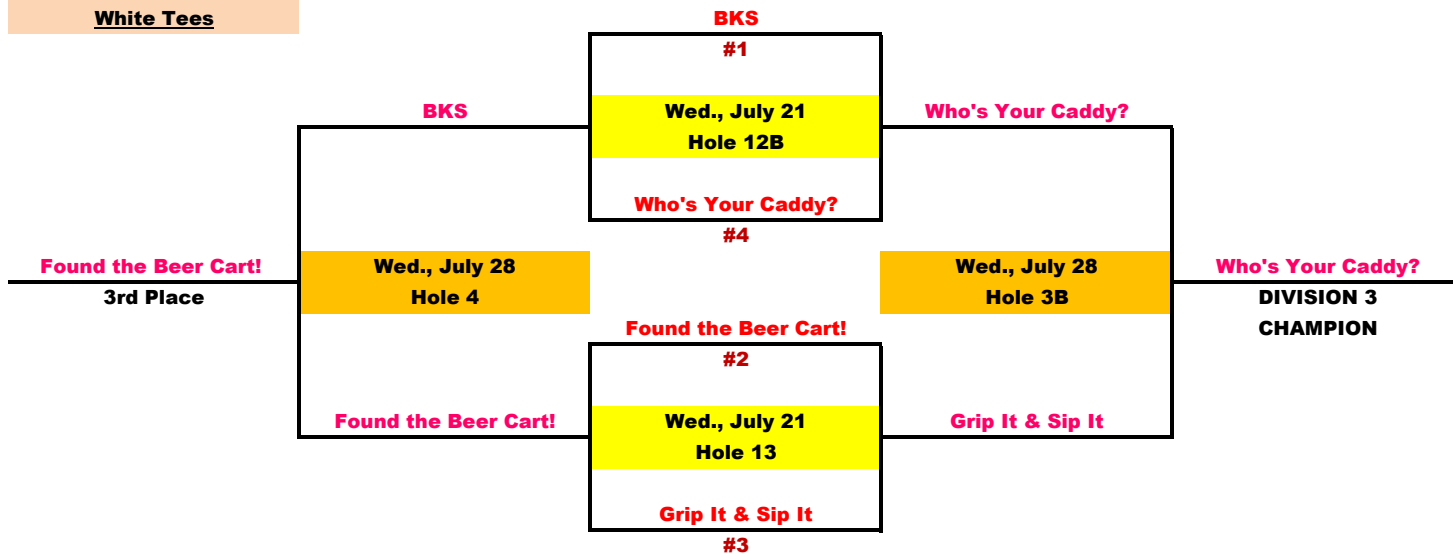 White Tees
BKS
#1
BKS
Wed., July 21
Who's Your Caddy?
Hole 12B
Who's Your Caddy?
#4
Found the Beer Cart!
Wed., July 28
Wed., July 28
Who's Your Caddy?
3rd Place
Hole 4
Hole 3B
DIVISION 3
Found the Beer Cart!
CHAMPION
#2
Found the Beer Cart!
Wed., July 21
Grip It & Sip It
Hole 13
Grip It & Sip It
#3